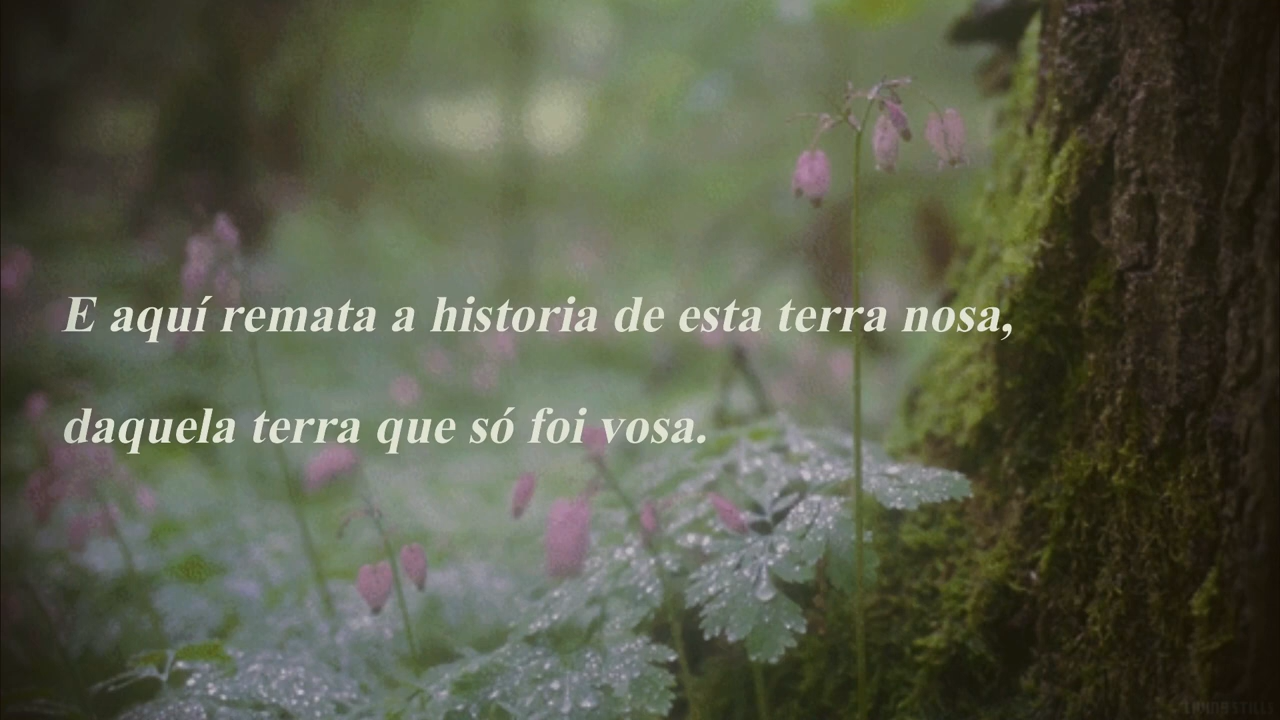 E aquí remata a historia de esta terra nosa,
daquela terra que só foi vosa.